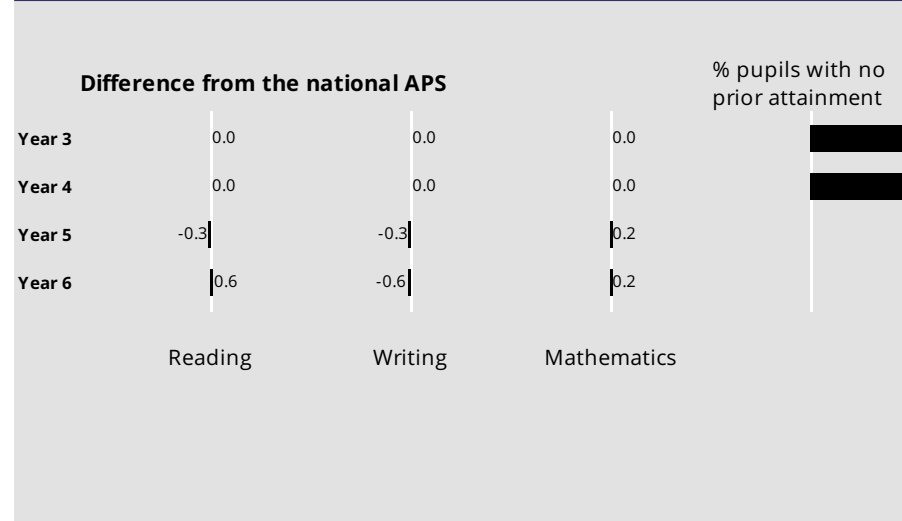 Difference from the national APS
% pupils with no
prior attainment
Year 3 0.0 0.0 0.0
Year 4 0.0 0.0 0.0
Year 5 -0.3 -0.3 0.2
Year 6 0.6 -0.6 0.2
Reading Writing Mathematics